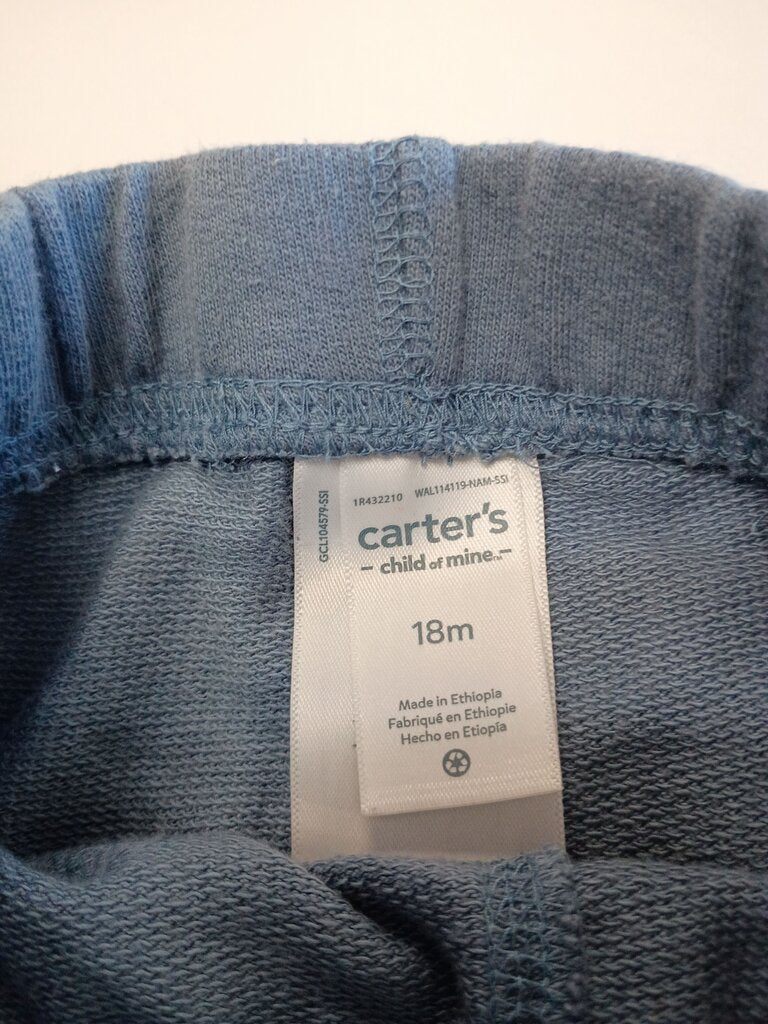 GCL104579-SSI
1R432210 WAL114119-NAM-SSI
carter's
- child of mine™ -
18m
Made in Ethiopia
Fabriqué en Ethiopie
Hecho en Etiopía